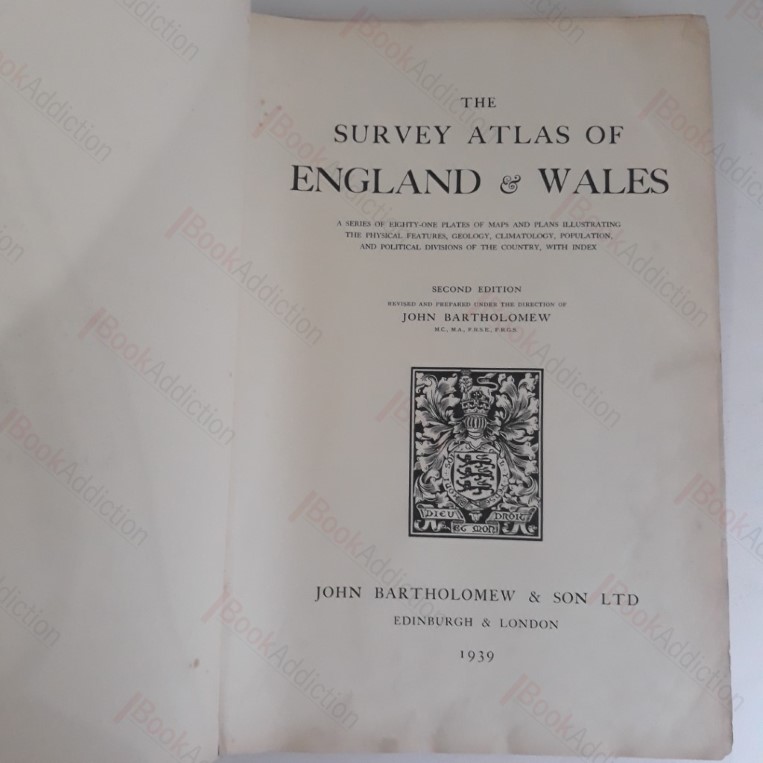 THE
SURVEY ATLAS OF
ENGLAND & WALES
A SERIES OF EIGHTY-ONE PLATES OF MAPS AND PLANS ILLUSTRATING
THE PHYSICAL FEATURES, GEOLOGY, CLIMATOLOGY, POPULATION,
AND POLITICAL DIVISIONS OF THE COUNTRY, WITH INDEX
SECOND EDITION
REVISED AND PREPARED UNDER THE DIRECTION OF
JOHN BARTHOLOMEW
M.C., M.A., F.R.S.E., F.R.G.S.
DIEU DROIT
ET MON
JOHN BARTHOLOMEW & SON LTD
EDINBURGH & LONDON
1939
BookAddiction